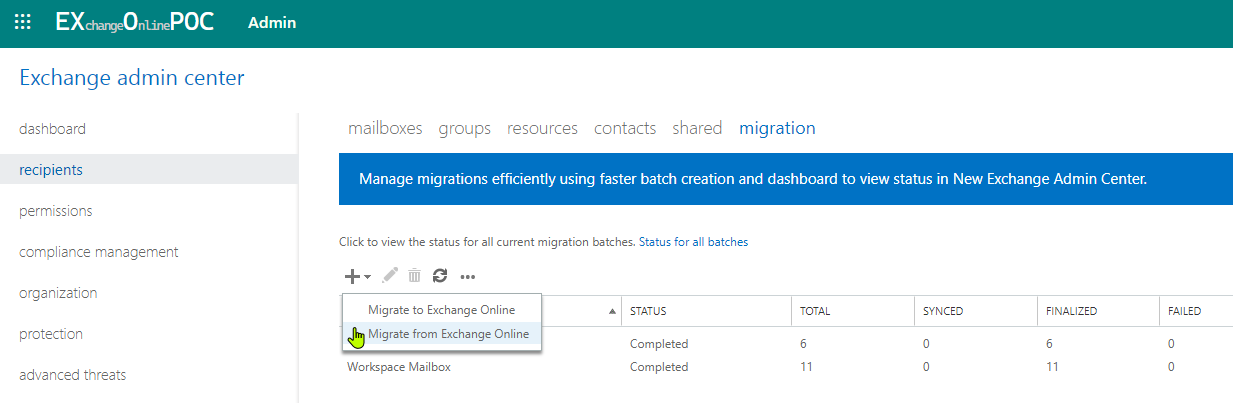 EXchangeOnlinePOC Admin
Exchange admin center
dashboard
recipients
permissions
compliance management
organization
protection
advanced threats
mailboxes groups resources contacts shared migration
Manage migrations efficiently using faster batch creation and dashboard to view status in New Exchange Admin Center.
Click to view the status for all current migration batches. Status for all batches
Migrate to Exchange Online
Migrate from Exchange Online
STATUS TOTAL SYNCED FINALIZED FAILED
Completed 6 0 6 0
Workspace Mailbox Completed 11 0 11 0